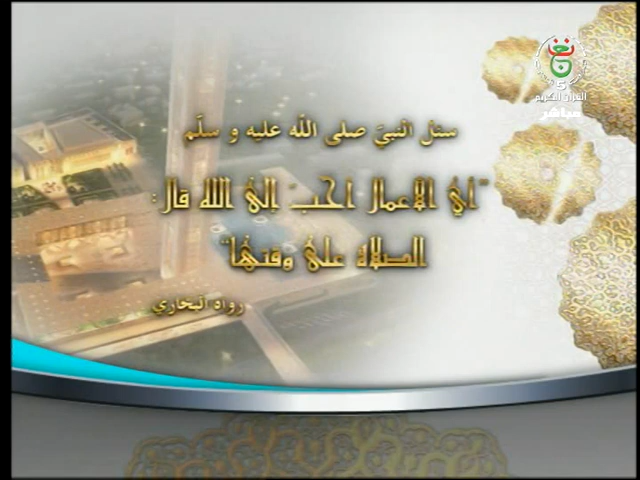 5
القرآن الكريم
مباشر
سئل النبيّ صلى الله عليه و سلّم
"أيّ الأعمال أحبّ إلى الله قال:
الصلاة على وقتها"
رواه البخاري